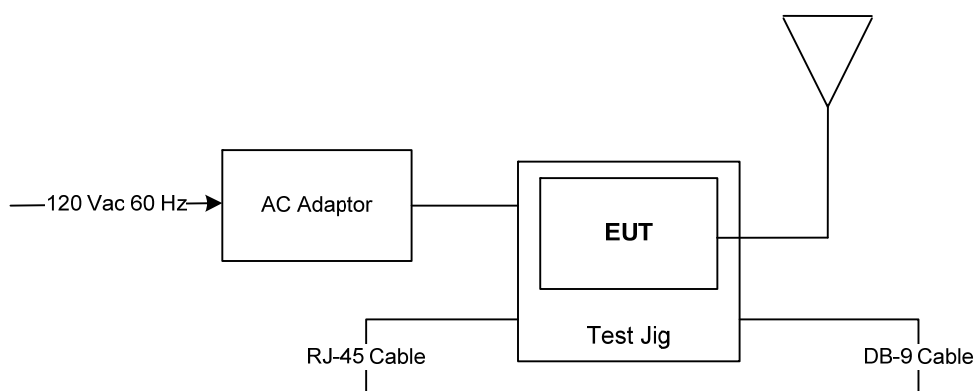 120 Vac 60 Hz
AC Adaptor
EUT
Test Jig
RJ-45 Cable
DB-9 Cable